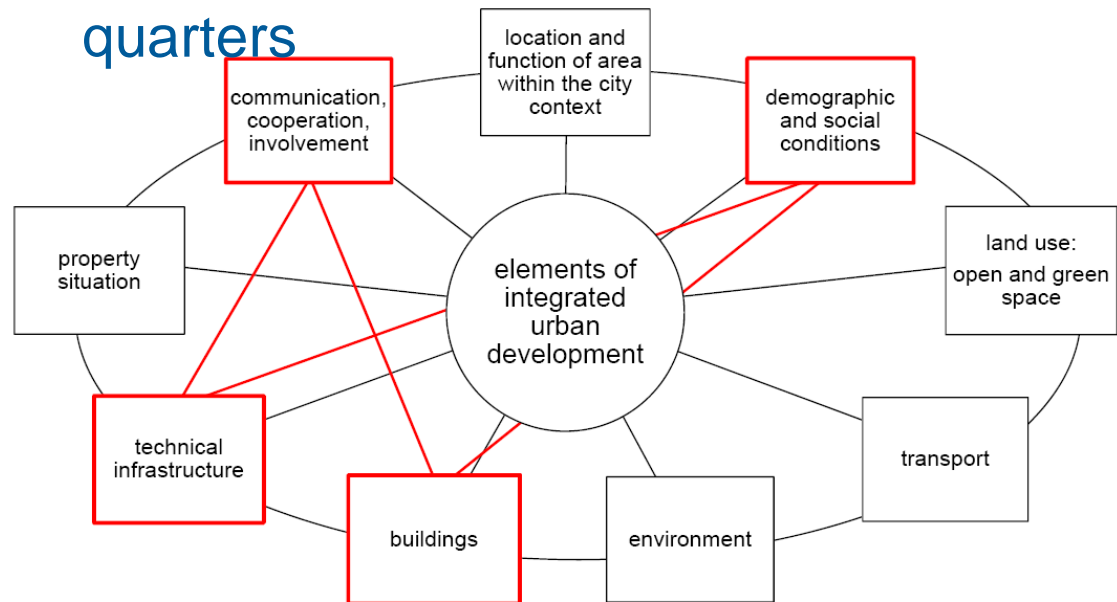 quarters
location and
function of area
within the city
context
communication,
cooperation,
involvement
demographic
and social
conditions
property
situation
elements of
integrated
urban
development
land use:
open and green
space
technical
infrastructure
buildings
environment
transport